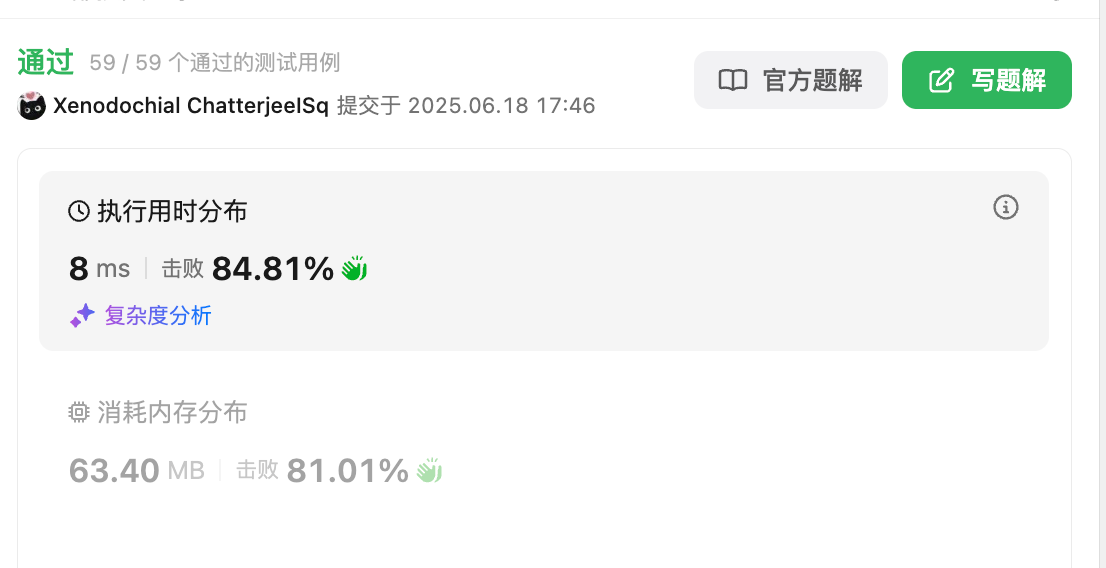 通过 59 / 59 个通过的测试用例
官方题解
写题解
Xenodochial ChatterjeelSq 提交于 2025.06.18 17:46
执行用时分布
8 ms 击败 84.81%
复杂度分析
消耗内存分布
63.40 MB 击败 81.01%